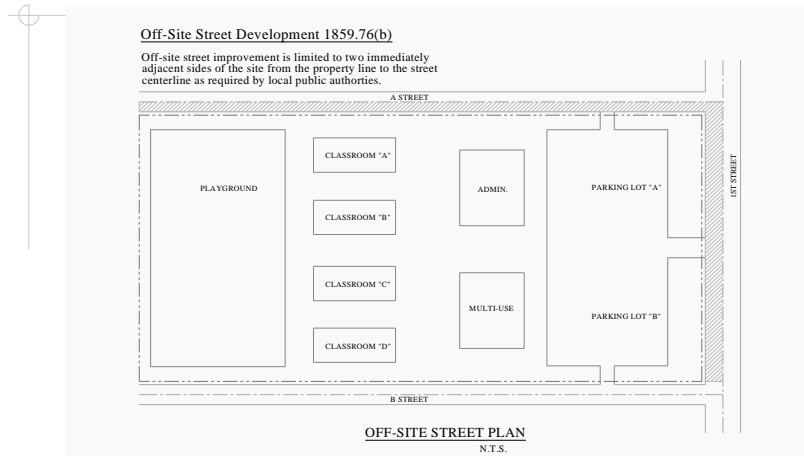 Off-Site Street Development 1859.76(b)
Off-site street improvement is limited to two immediately
adjacent sides of the site from the property line to the street
centerline as required by local public authorties.
A STREET
CLASSROOM "A"
PLAYGROUND
ADMIN.
PARKING LOT "A"
1ST STREET
CLASSROOM "B"
CLASSROOM "C"
MULTI-USE
PARKING LOT "B"
CLASSROOM "D"
B STREET
OFF-SITE STREET PLAN
N.T.S.